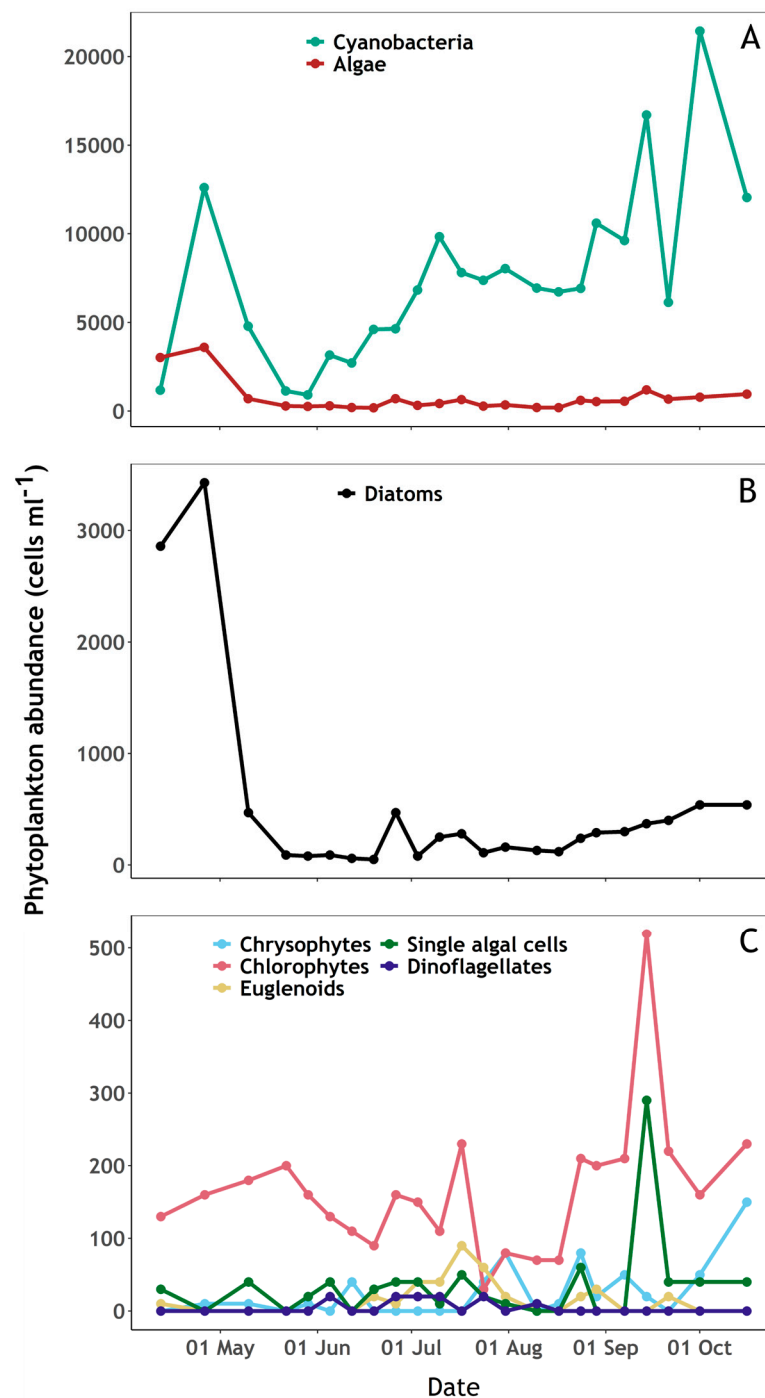 A
Cyanobacteria
Algae
20000
15000
10000
5000
0
B
Diatoms
3000
2000
1000
0
Phytoplankton abundance (cells ml⁻¹)
C
Chrysophytes Single algal cells
Chlorophytes Dinoflagellates
Euglenoids
500
400
300
200
100
0
01 May 01 Jun 01 Jul 01 Aug 01 Sep 01 Oct
Date